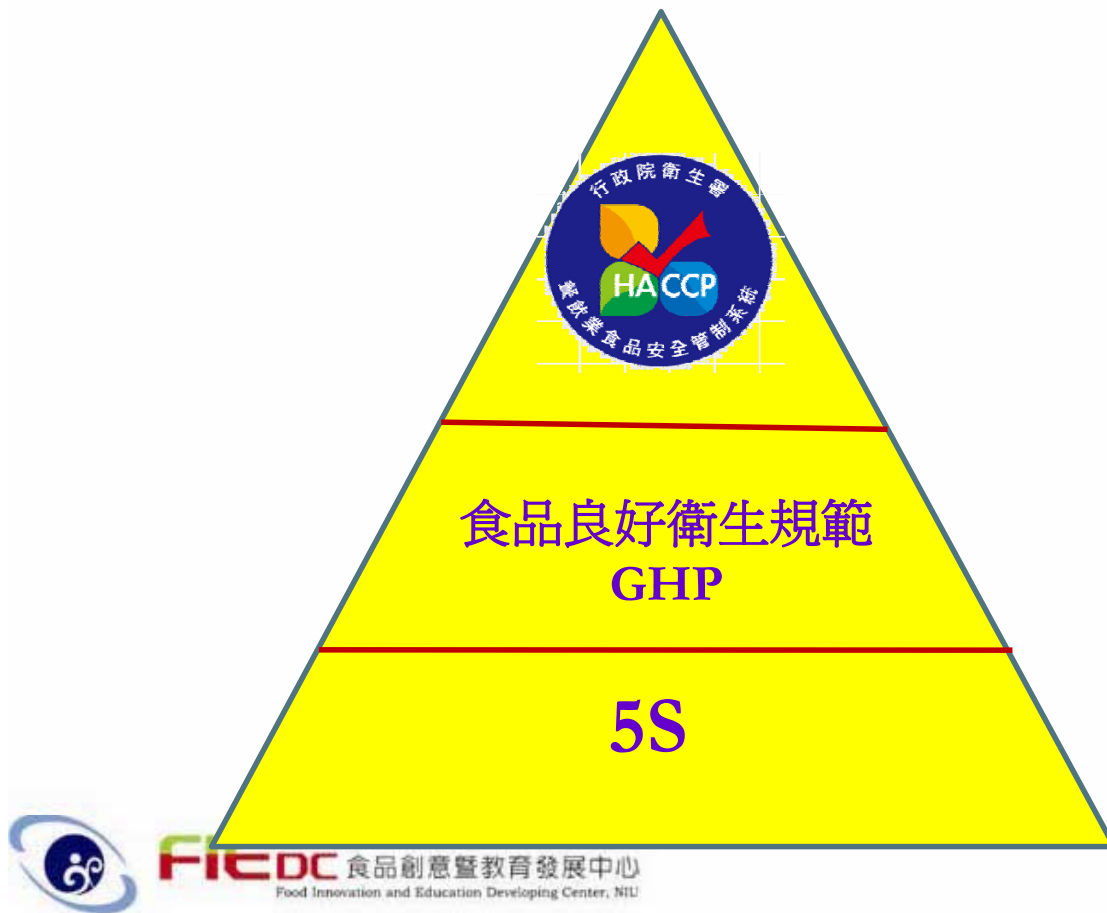 行政院衛生署
HACCP
餐飲業食品安全管制系統
食品良好衛生規範
GHP
5S
FIEDC 食品創意暨教育發展中心
Food Innovation and Education Developing Center, NIU